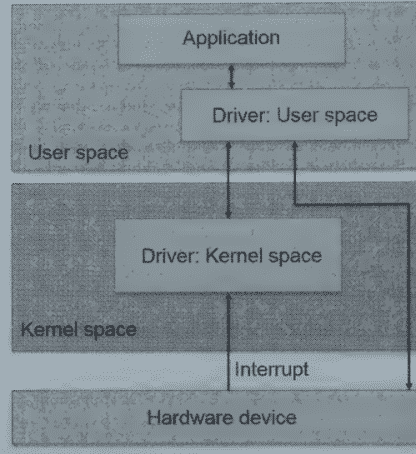 Application
Driver: User space
User space
Driver: Kernel space
Kernel space
Interrupt
Hardware device